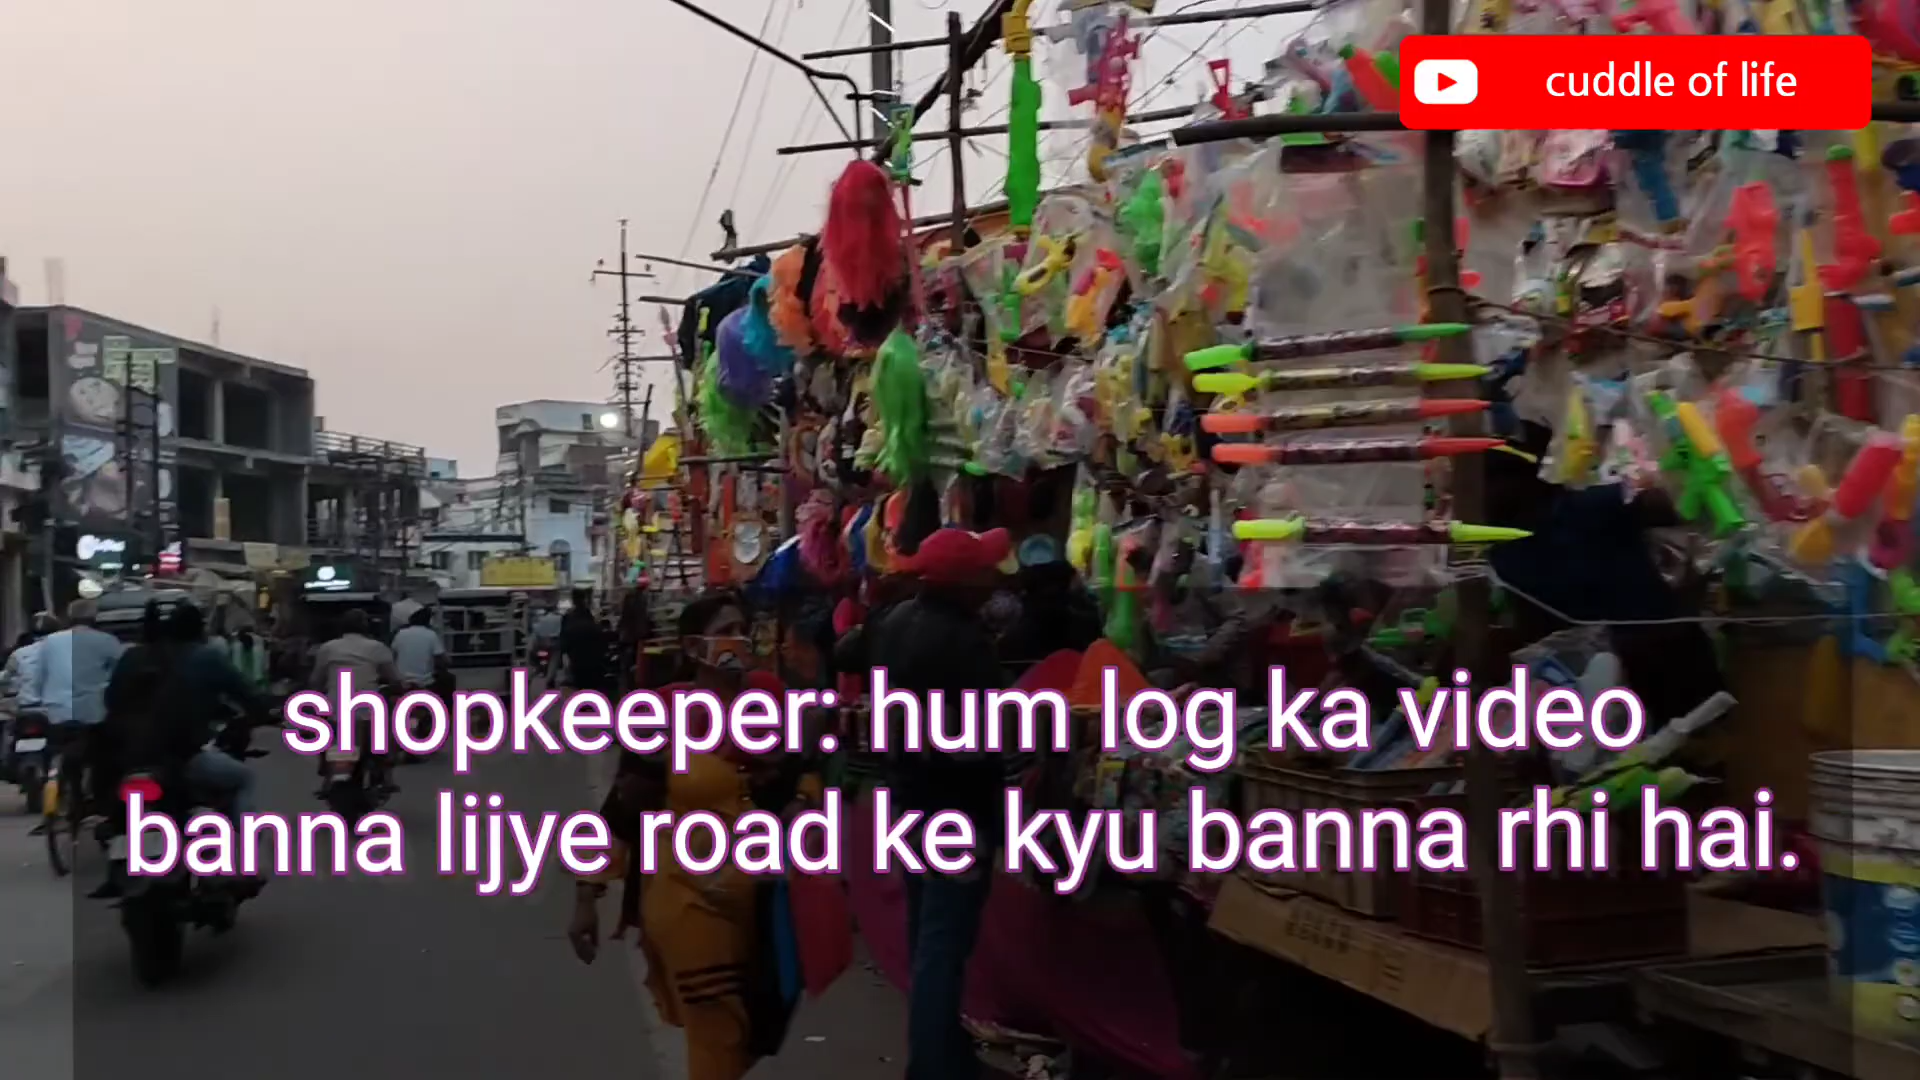 cuddle of life
shopkeeper: hum log ka video
banna lijye road ke kyu banna rhi hai.